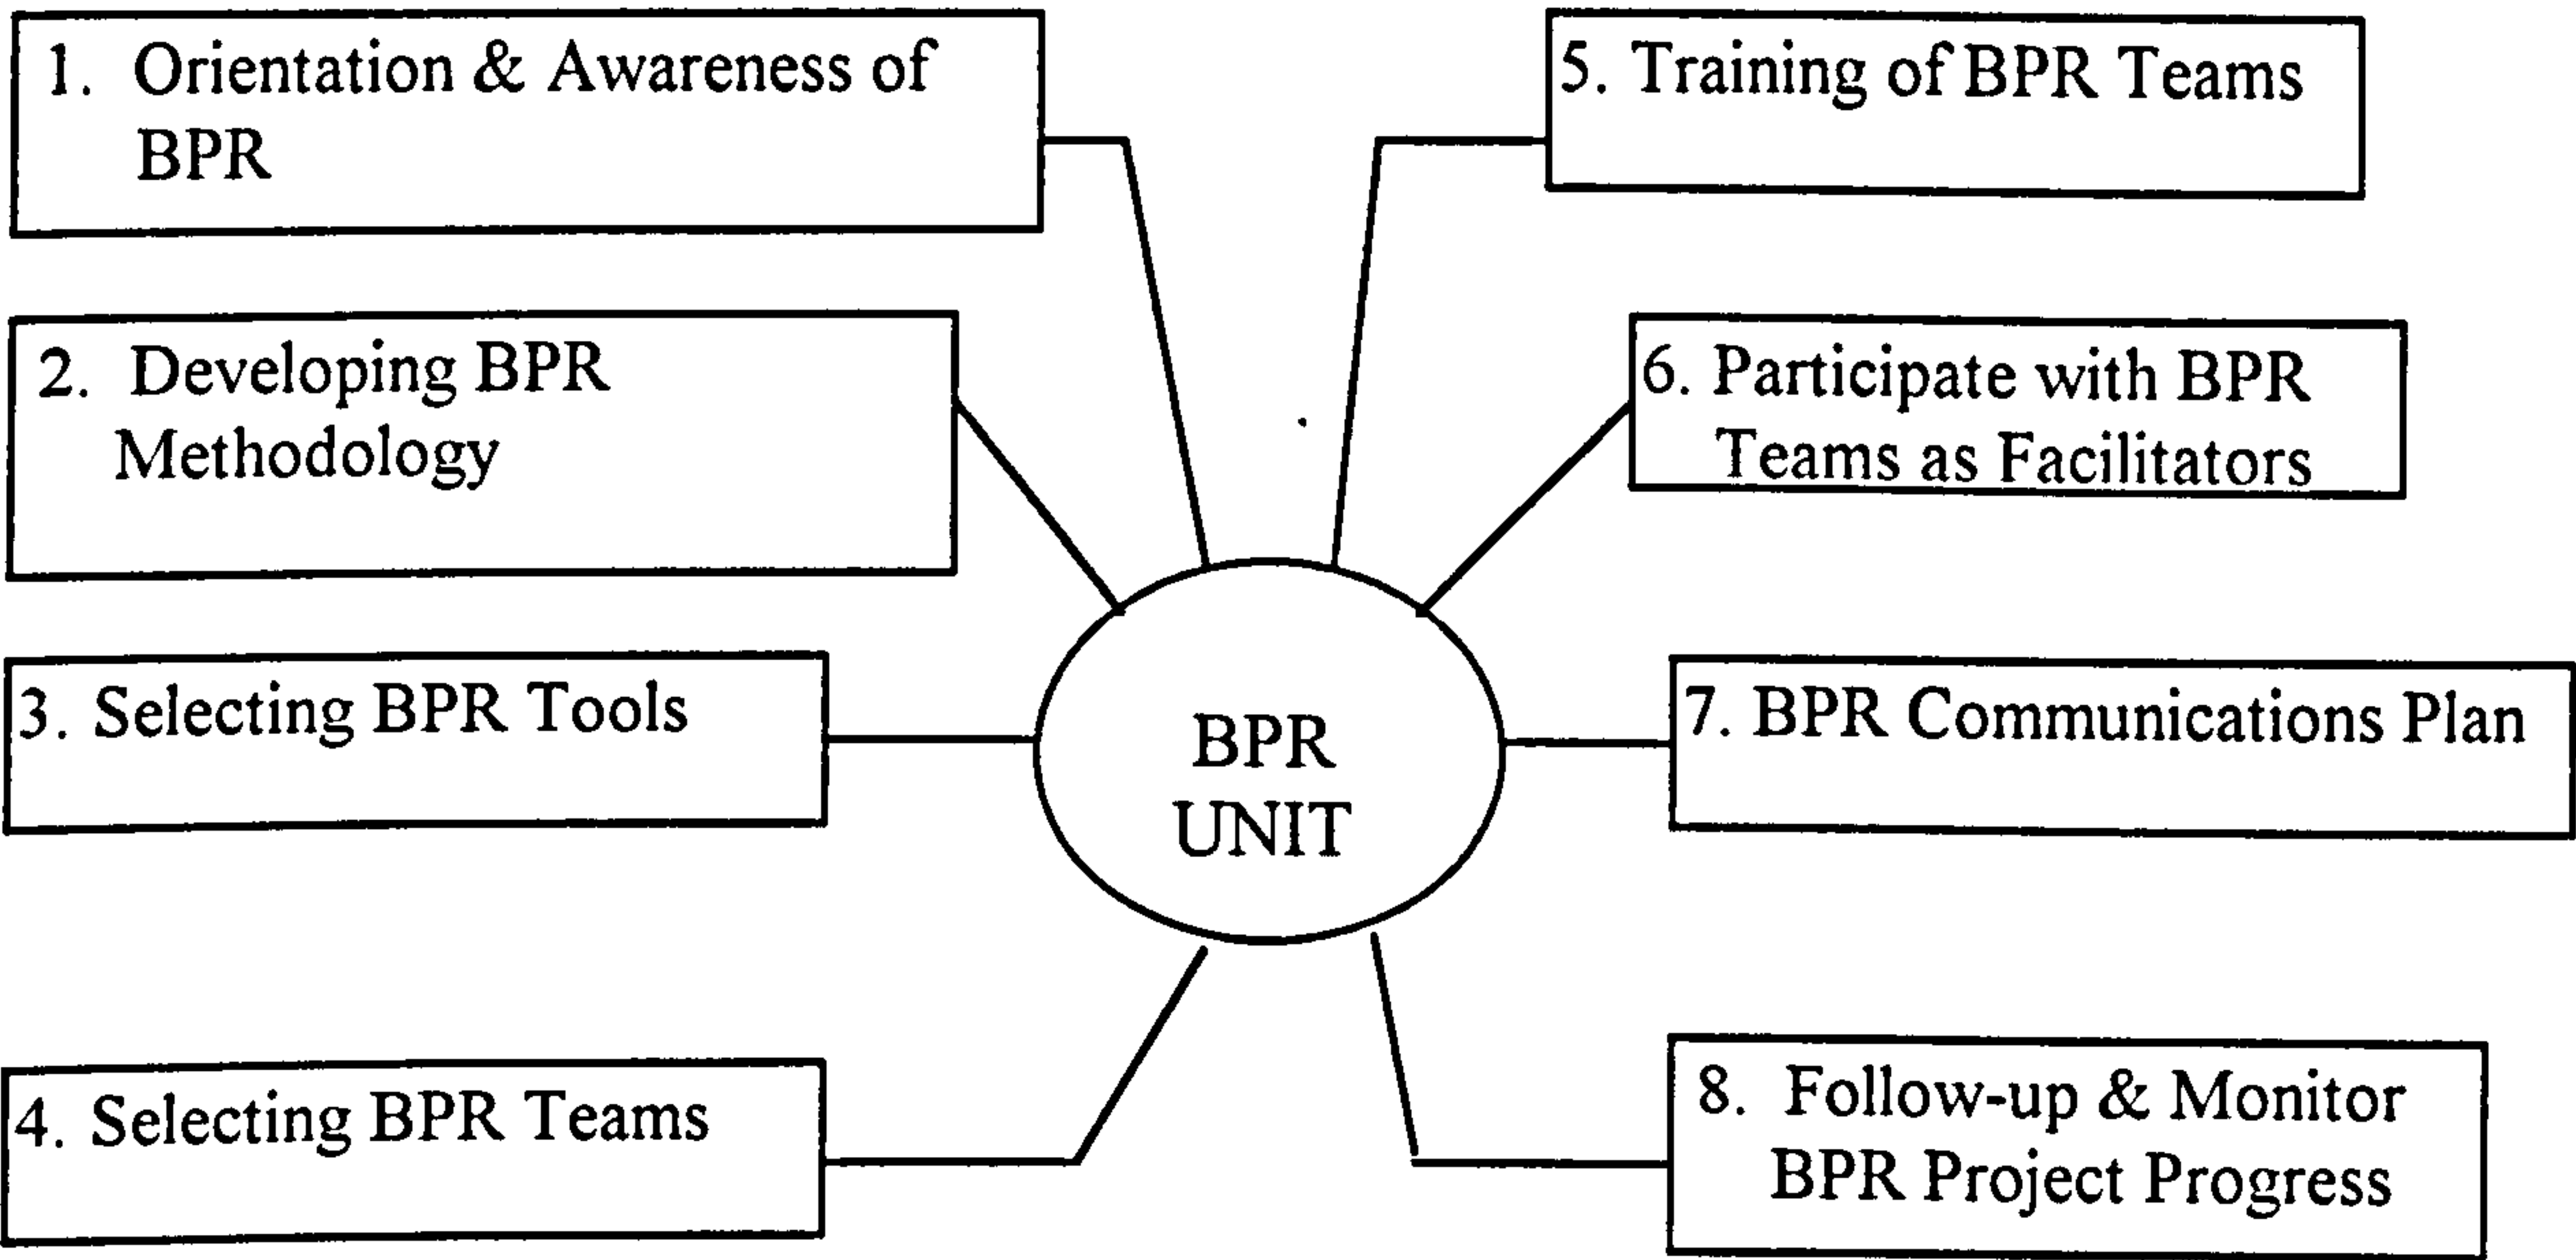 1. Orientation & Awareness of
BPR
2. Developing BPR
Methodology
3. Selecting BPR Tools
4. Selecting BPR Teams
BPR
UNIT
5. Training of BPR Teams
6. Participate with BPR
Teams as Facilitators
7. BPR Communications Plan
8. Follow-up & Monitor
BPR Project Progress